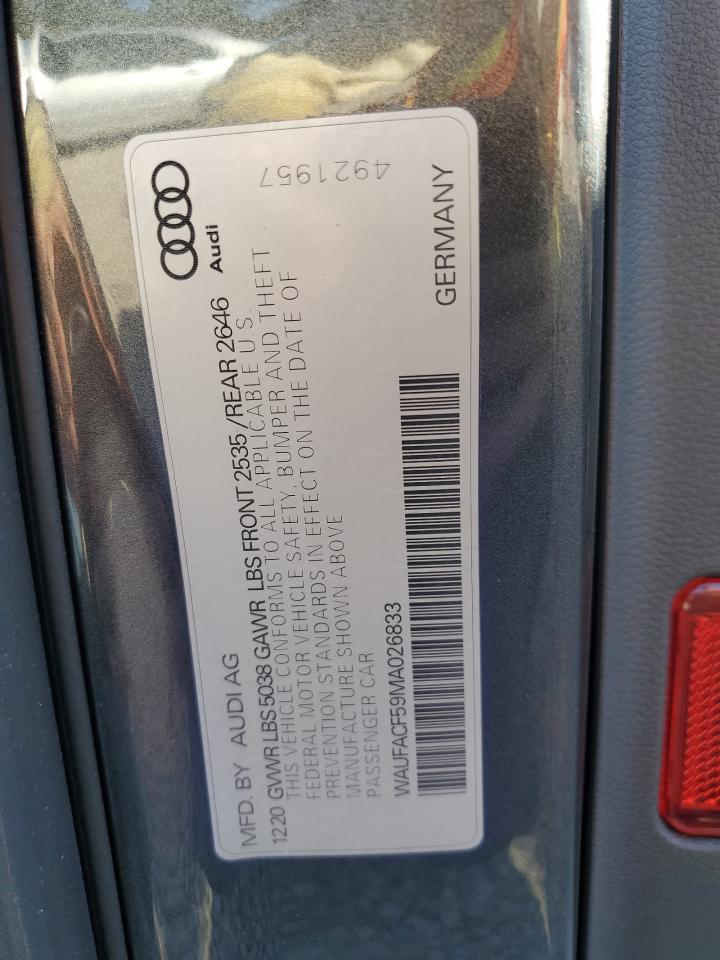 MFD. BY AUDI AG
1220 GVWR LBS 5038 GAWR LBS FRONT 2535 / REAR 2646
THIS VEHICLE CONFORMS TO ALL APPLICABLE U.S.
FEDERAL MOTOR VEHICLE SAFETY, BUMPER AND THEFT
PREVENTION STANDARDS IN EFFECT ON THE DATE OF
MANUFACTURE SHOWN ABOVE
PASSENGER CAR
WAUFACF59MA026833
Audi
4921957
GERMANY